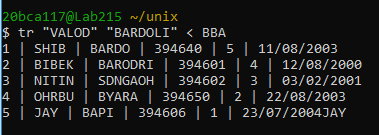 20bca117@Lab215 ~/unix
$ tr "VALOD" "BARDOLI" < BBA
1 | SHIB | BARDO | 394640 | 5 | 11/08/2003
2 | BIBEK | BARODRI | 394601 | 4 | 12/08/2000
3 | NITIN | SDNGAOH | 394602 | 3 | 03/02/2001
4 | OHRBU | BYARA | 394650 | 2 | 22/08/2003
5 | JAY | BAPI | 394606 | 1 | 23/07/2004JAY